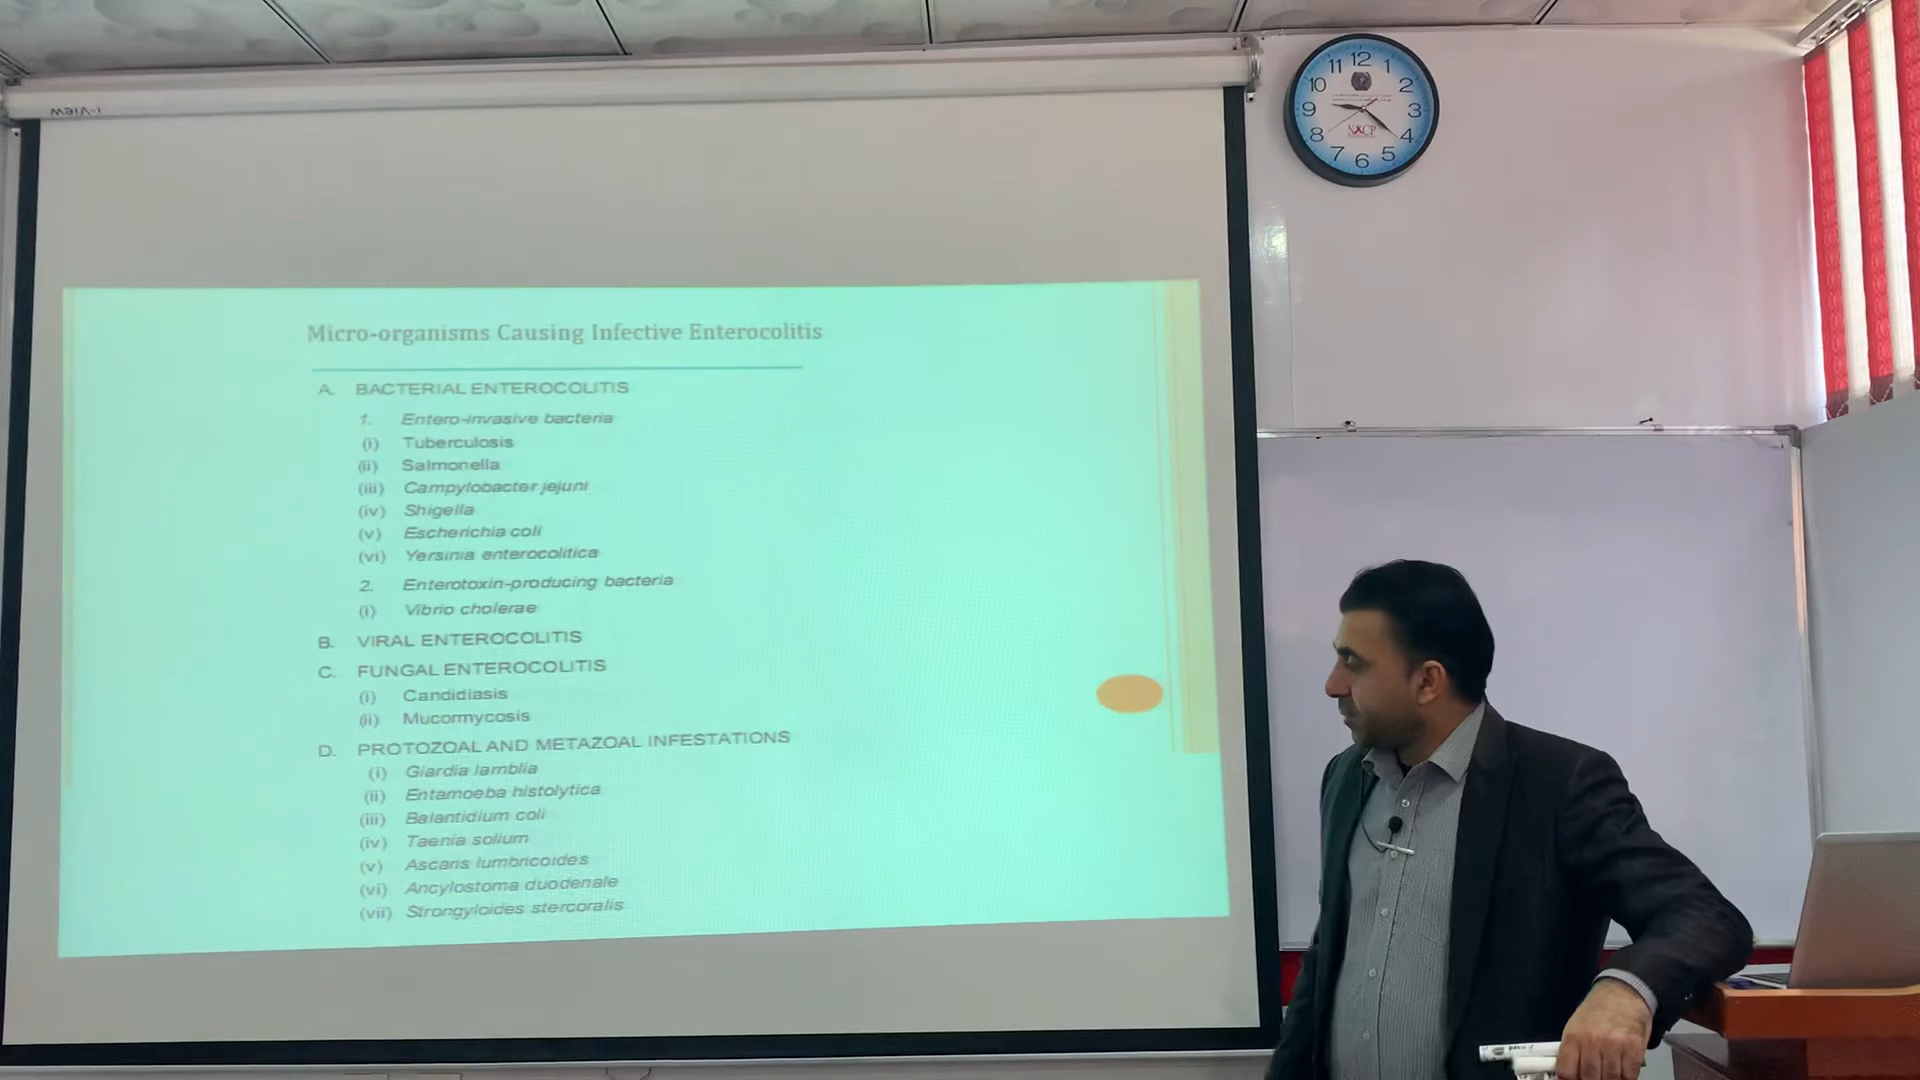 Micro-organisms Causing Infective Enterocolitis
A. BACTERIAL ENTEROCOLITIS
1. Entero-invasive bacteria
(i) Tuberculosis
(ii) Salmonella
(iii) Campylobacter jejuni
(iv) Shigella
(v) Escherichia coli
(vi) Yersinia enterocolitica
2. Enterotoxin-producing bacteria
(i) Vibrio cholerae
B. VIRAL ENTEROCOLITIS
C. FUNGAL ENTEROCOLITIS
(i) Candidiasis
(ii) Mucormycosis
D. PROTOZOAL AND METAZOAL INFESTATIONS
(i) Giardia lamblia
(ii) Entamoeba histolytica
(iii) Balantidium coli
(iv) Taenia solium
(v) Ascaris lumbricoides
(vi) Ancylostoma duodenale
(vii) Strongyloides stercoralis
12
11 1
10 2
9 3
8 4
7 5
6
NACP